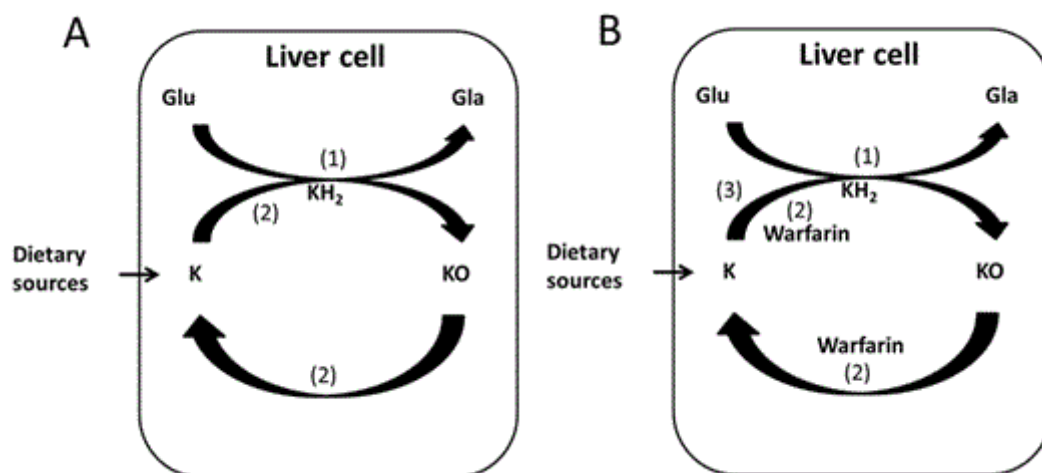 A
Liver cell
Glu
Gla
(1)
KH₂
(2)
Dietary
sources
K
KO
(2)
B
Liver cell
Glu
Gla
(1)
(3)
KH₂
(2)
Warfarin
Dietary
sources
K
KO
Warfarin
(2)